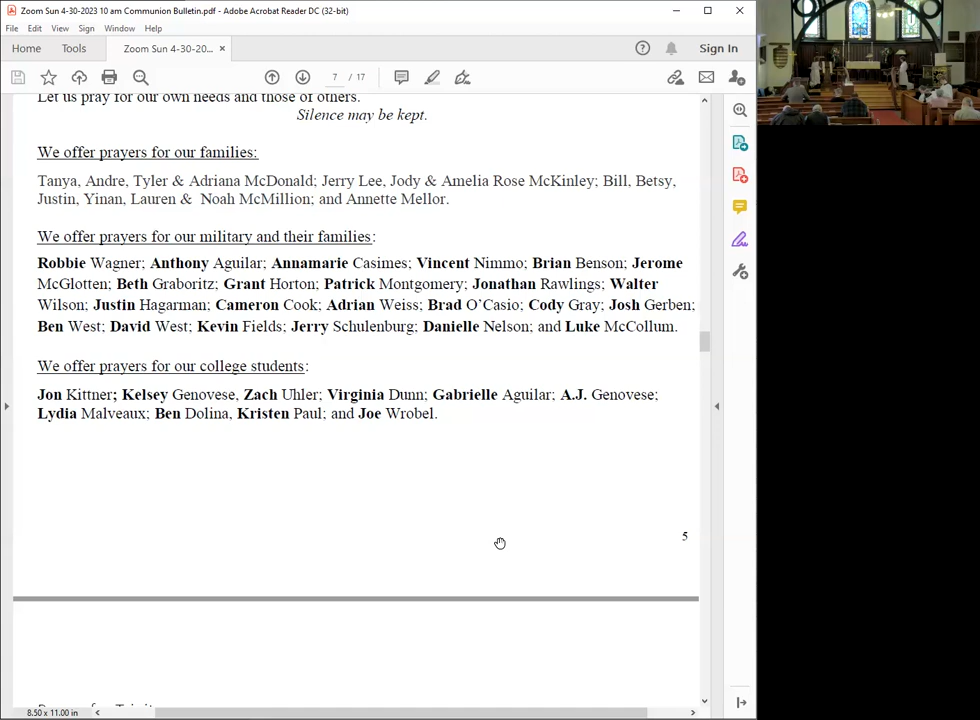 Zoom Sun 4-30-2023 10 am Communion Bulletin.pdf - Adobe Acrobat Reader DC (32-bit)
File Edit View Sign Window Help
Home Tools Zoom Sun 4-30-20... × Sign In
7 / 17
Let us pray for our own needs and those of others.
Silence may be kept.
We offer prayers for our families:
Tanya, Andre, Tyler & Adriana McDonald; Jerry Lee, Jody & Amelia Rose McKinley; Bill, Betsy,
Justin, Yinan, Lauren & Noah McMillion; and Annette Mellor.
We offer prayers for our military and their families:
Robbie Wagner; Anthony Aguilar; Annamarie Casimes; Vincent Nimmo; Brian Benson; Jerome
McGlotten; Beth Graboritz; Grant Horton; Patrick Montgomery; Jonathan Rawlings; Walter
Wilson; Justin Hagarman; Cameron Cook; Adrian Weiss; Brad O’Casio; Cody Gray; Josh Gerben;
Ben West; David West; Kevin Fields; Jerry Schulenburg; Danielle Nelson; and Luke McCollum.
We offer prayers for our college students:
Jon Kittner; Kelsey Genovese, Zach Uhler; Virginia Dunn; Gabrielle Aguilar; A.J. Genovese;
Lydia Malveaux; Ben Dolina, Kristen Paul; and Joe Wrobel.
5
8.50 x 11.00 in